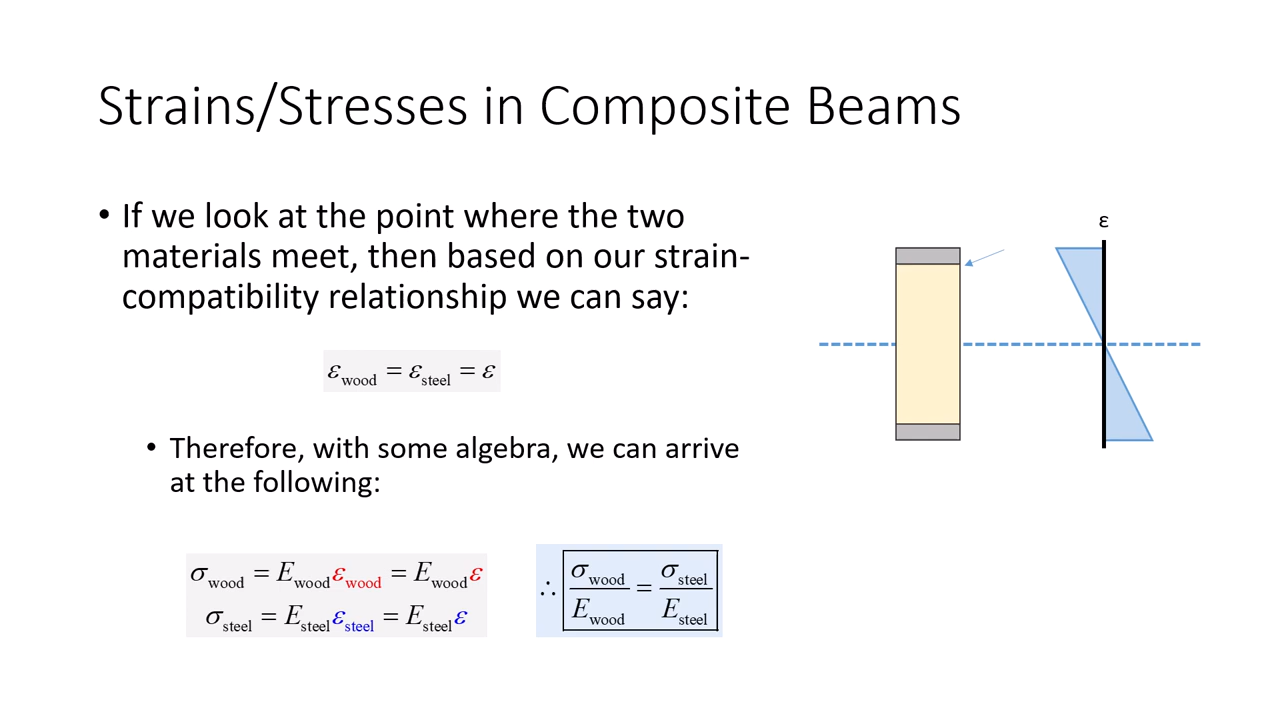 Strains/Stresses in Composite Beams
• If we look at the point where the two
materials meet, then based on our strain-
compatibility relationship we can say:
ε
ε_wood = ε_steel = ε
• Therefore, with some algebra, we can arrive
at the following:
σ_wood = E_wood ε_wood = E_wood ε
σ_steel = E_steel ε_steel = E_steel ε
∴ σ_wood / E_wood = σ_steel / E_steel